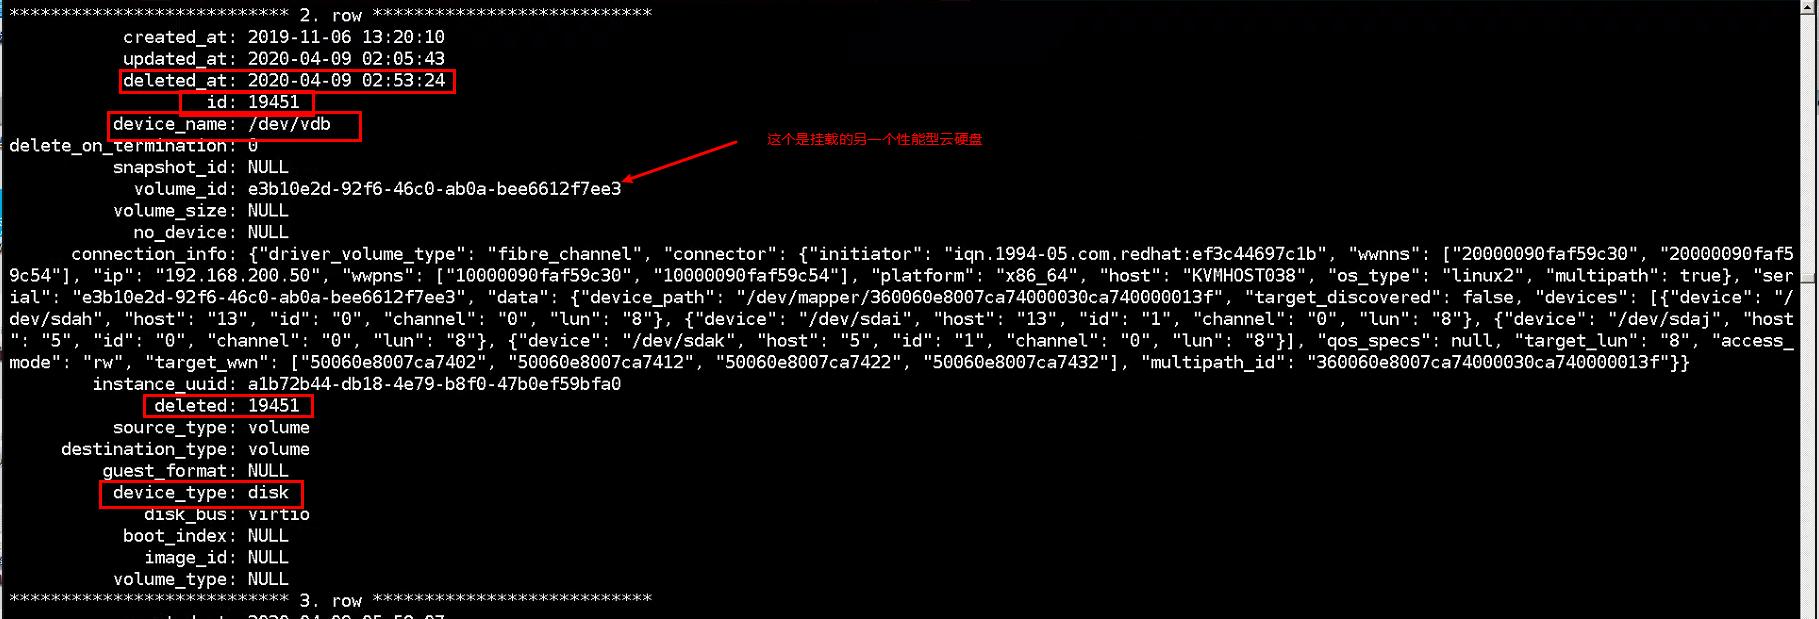 *************************** 2. row ***************************
created_at: 2019-11-06 13:20:10
updated_at: 2020-04-09 02:05:43
deleted_at: 2020-04-09 02:53:24
id: 19451
device_name: /dev/vdb
delete_on_termination: 0
这个是挂载的另一个性能型云硬盘
snapshot_id: NULL
volume_id: e3b10e2d-92f6-46c0-ab0a-bee6612f7ee3
volume_size: NULL
no_device: NULL
connection_info: {"driver_volume_type": "fibre_channel", "connector": {"initiator": "iqn.1994-05.com.redhat:ef3c44697c1b", "wwnns": ["20000090faf59c30", "20000090faf5
9c54"], "ip": "192.168.200.50", "wwpns": ["10000090faf59c30", "10000090faf59c54"], "platform": "x86_64", "host": "KVMHOST038", "os_type": "linux2", "multipath": true}, "ser
ial": "e3b10e2d-92f6-46c0-ab0a-bee6612f7ee3", "data": {"device_path": "/dev/mapper/360060e8007ca74000030ca740000013f", "target_discovered": false, "devices": [{"device": "/
dev/sdah", "host": "13", "id": "0", "channel": "0", "lun": "8"}, {"device": "/dev/sdai", "host": "13", "id": "1", "channel": "0", "lun": "8"}, {"device": "/dev/sdaj", "host
": "5", "id": "0", "channel": "0", "lun": "8"}, {"device": "/dev/sdak", "host": "5", "id": "1", "channel": "0", "lun": "8"}], "qos_specs": null, "target_lun": "8", "access_
mode": "rw", "target_wwn": ["50060e8007ca7402", "50060e8007ca7412", "50060e8007ca7422", "50060e8007ca7432"], "multipath_id": "360060e8007ca74000030ca740000013f"}}
instance_uuid: a1b72b44-db18-4e79-b8f0-47b0ef59bfa0
deleted: 19451
source_type: volume
destination_type: volume
guest_format: NULL
device_type: disk
disk_bus: virtio
boot_index: NULL
image_id: NULL
volume_type: NULL
*************************** 3. row ***************************